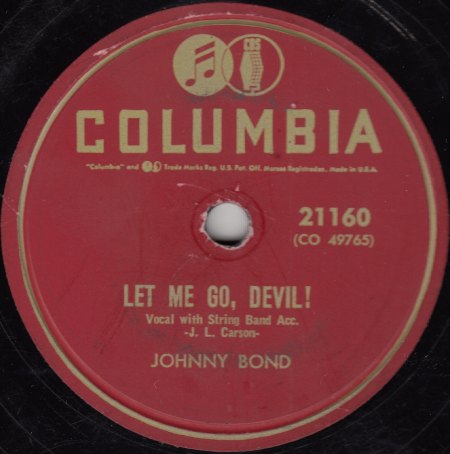 CBS
COLUMBIA
"Columbia" and Trade Marks Reg. U.S. Pat. Off. Marcas Registradas. Made in U.S.A.
21160
(CO 49765)
LET ME GO, DEVIL!
Vocal with String Band Acc.
-J. L. Carson-
JOHNNY BOND